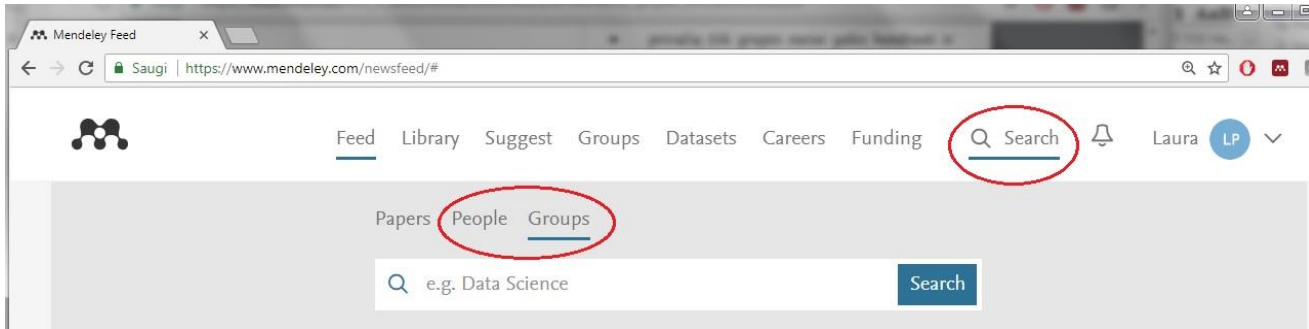 Mendeley Feed
Saugi | https://www.mendeley.com/newsfeed/#
Feed Library Suggest Groups Datasets Careers Funding Search Laura LP
Papers People Groups
e.g. Data Science Search